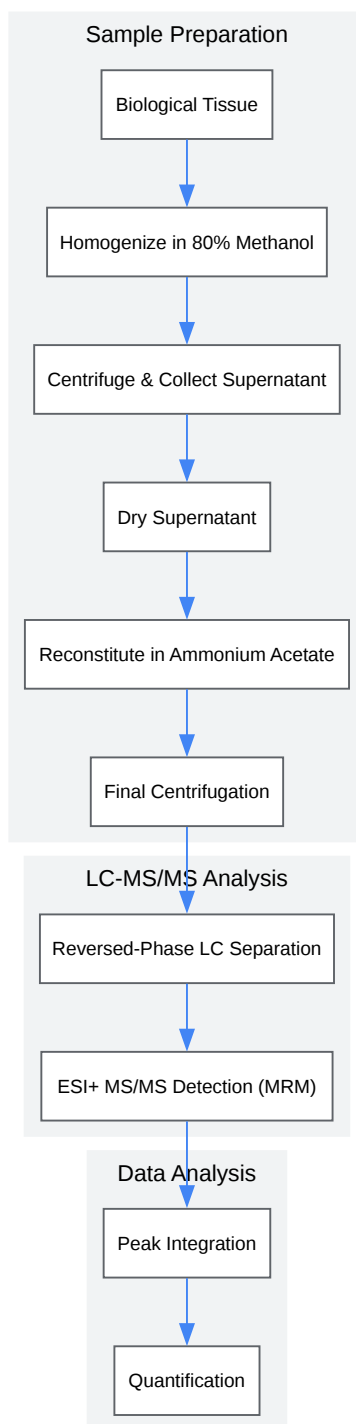 Sample Preparation
Biological Tissue
Homogenize in 80% Methanol
Centrifuge & Collect Supernatant
Dry Supernatant
Reconstitute in Ammonium Acetate
Final Centrifugation
LC-MS/MS Analysis
Reversed-Phase LC Separation
ESI+ MS/MS Detection (MRM)
Data Analysis
Peak Integration
Quantification